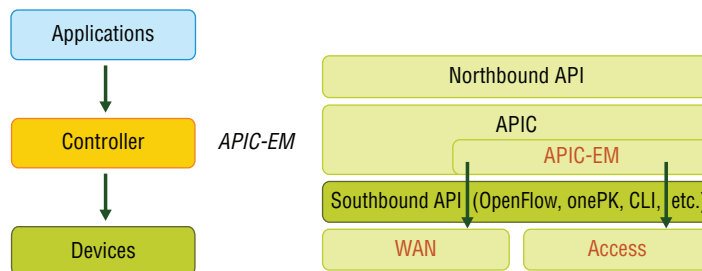 Applications
Controller
Devices
APIC-EM
Northbound API
APIC
APIC-EM
Southbound API (OpenFlow, onePK, CLI, etc.)
WAN
Access